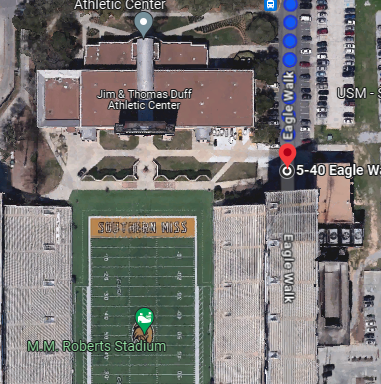 Athletic Center
Jim & Thomas Duff
Athletic Center
Eagle Walk
USM - S
5-40 Eagle Wa
SOUTHERN MISS
Eagle Walk
M.M. Roberts Stadium